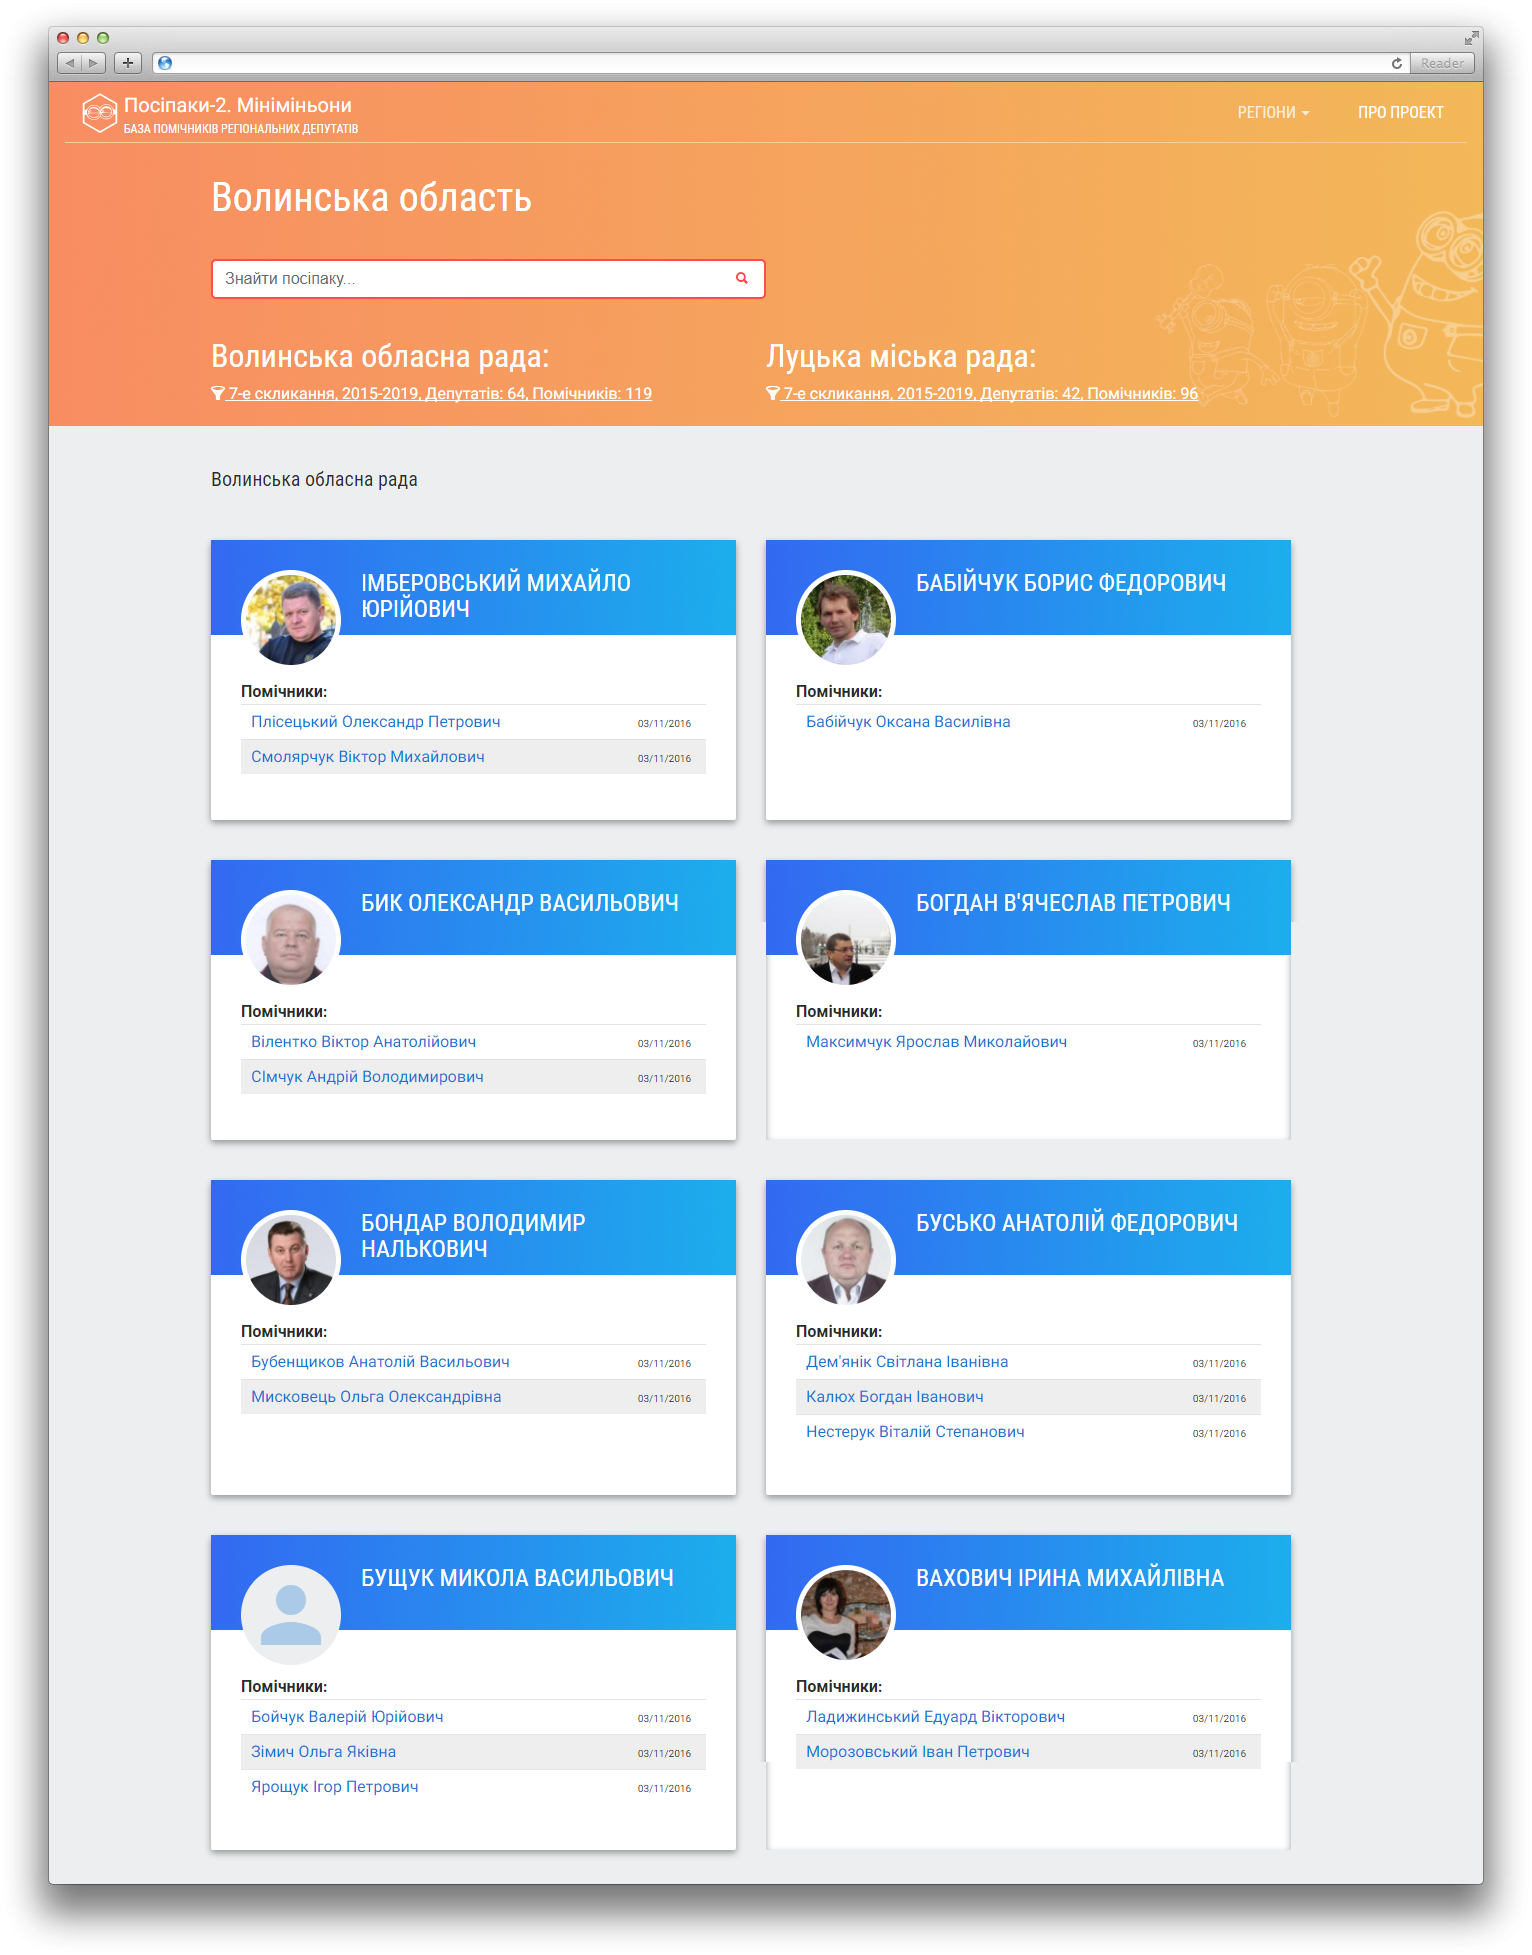 Reader
Посіпаки-2. Мініміньони
БАЗА ПОМІЧНИКІВ РЕГІОНАЛЬНИХ ДЕПУТАТІВ
РЕГІОНИ
ПРО ПРОЕКТ
Волинська область
Знайти посіпаку...
Волинська обласна рада:
7-е скликання, 2015-2019, Депутатів: 64, Помічників: 119
Луцька міська рада:
7-е скликання, 2015-2019, Депутатів: 42, Помічників: 96
Волинська обласна рада
ІМБЕРОВСЬКИЙ МИХАЙЛО
ЮРІЙОВИЧ
Помічники:
Плісецький Олександр Петрович 03/11/2016
Смолярчук Віктор Михайлович 03/11/2016
БАБІЙЧУК БОРИС ФЕДОРОВИЧ
Помічники:
Бабійчук Оксана Василівна 03/11/2016
БИК ОЛЕКСАНДР ВАСИЛЬОВИЧ
Помічники:
Вілентко Віктор Анатолійович 03/11/2016
СІмчук Андрій Володимирович 03/11/2016
БОГДАН В'ЯЧЕСЛАВ ПЕТРОВИЧ
Помічники:
Максимчук Ярослав Миколайович 03/11/2016
БОНДАР ВОЛОДИМИР
НАЛЬКОВИЧ
Помічники:
Бубенщиков Анатолій Васильович 03/11/2016
Мисковець Ольга Олександрівна 03/11/2016
БУСЬКО АНАТОЛІЙ ФЕДОРОВИЧ
Помічники:
Дем'янік Світлана Іванівна 03/11/2016
Калюх Богдан Іванович 03/11/2016
Нестерук Віталій Степанович 03/11/2016
БУЩУК МИКОЛА ВАСИЛЬОВИЧ
Помічники:
Бойчук Валерій Юрійович 03/11/2016
Зімич Ольга Яківна 03/11/2016
Ярощук Ігор Петрович 03/11/2016
ВАХОВИЧ ІРИНА МИХАЙЛІВНА
Помічники:
Ладижинський Едуард Вікторович 03/11/2016
Морозовський Іван Петрович 03/11/2016